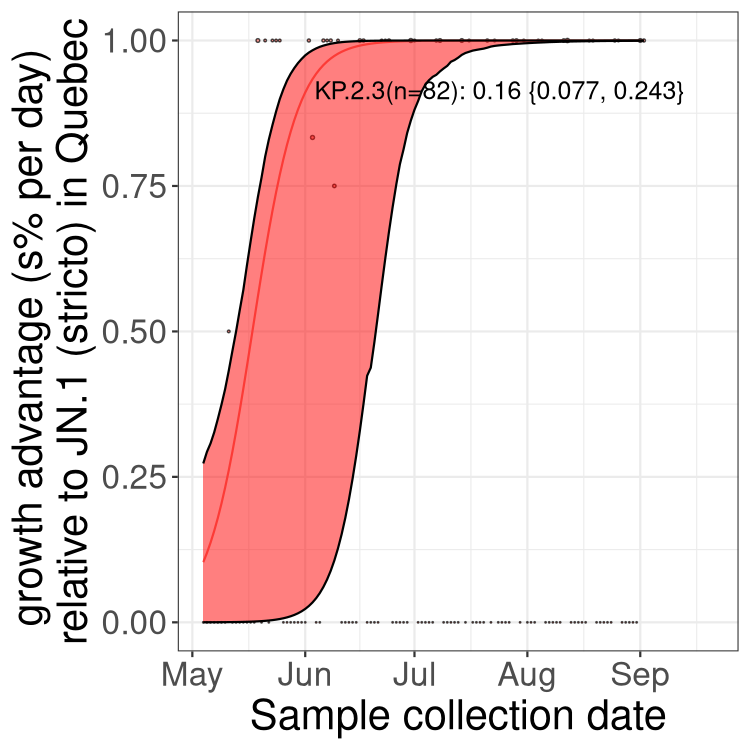 growth advantage (s% per day)
relative to JN.1 (stricto) in Quebec
1.00
0.75
0.50
0.25
0.00
KP.2.3(n=82): 0.16 {0.077, 0.243}
May Jun Jul Aug Sep
Sample collection date